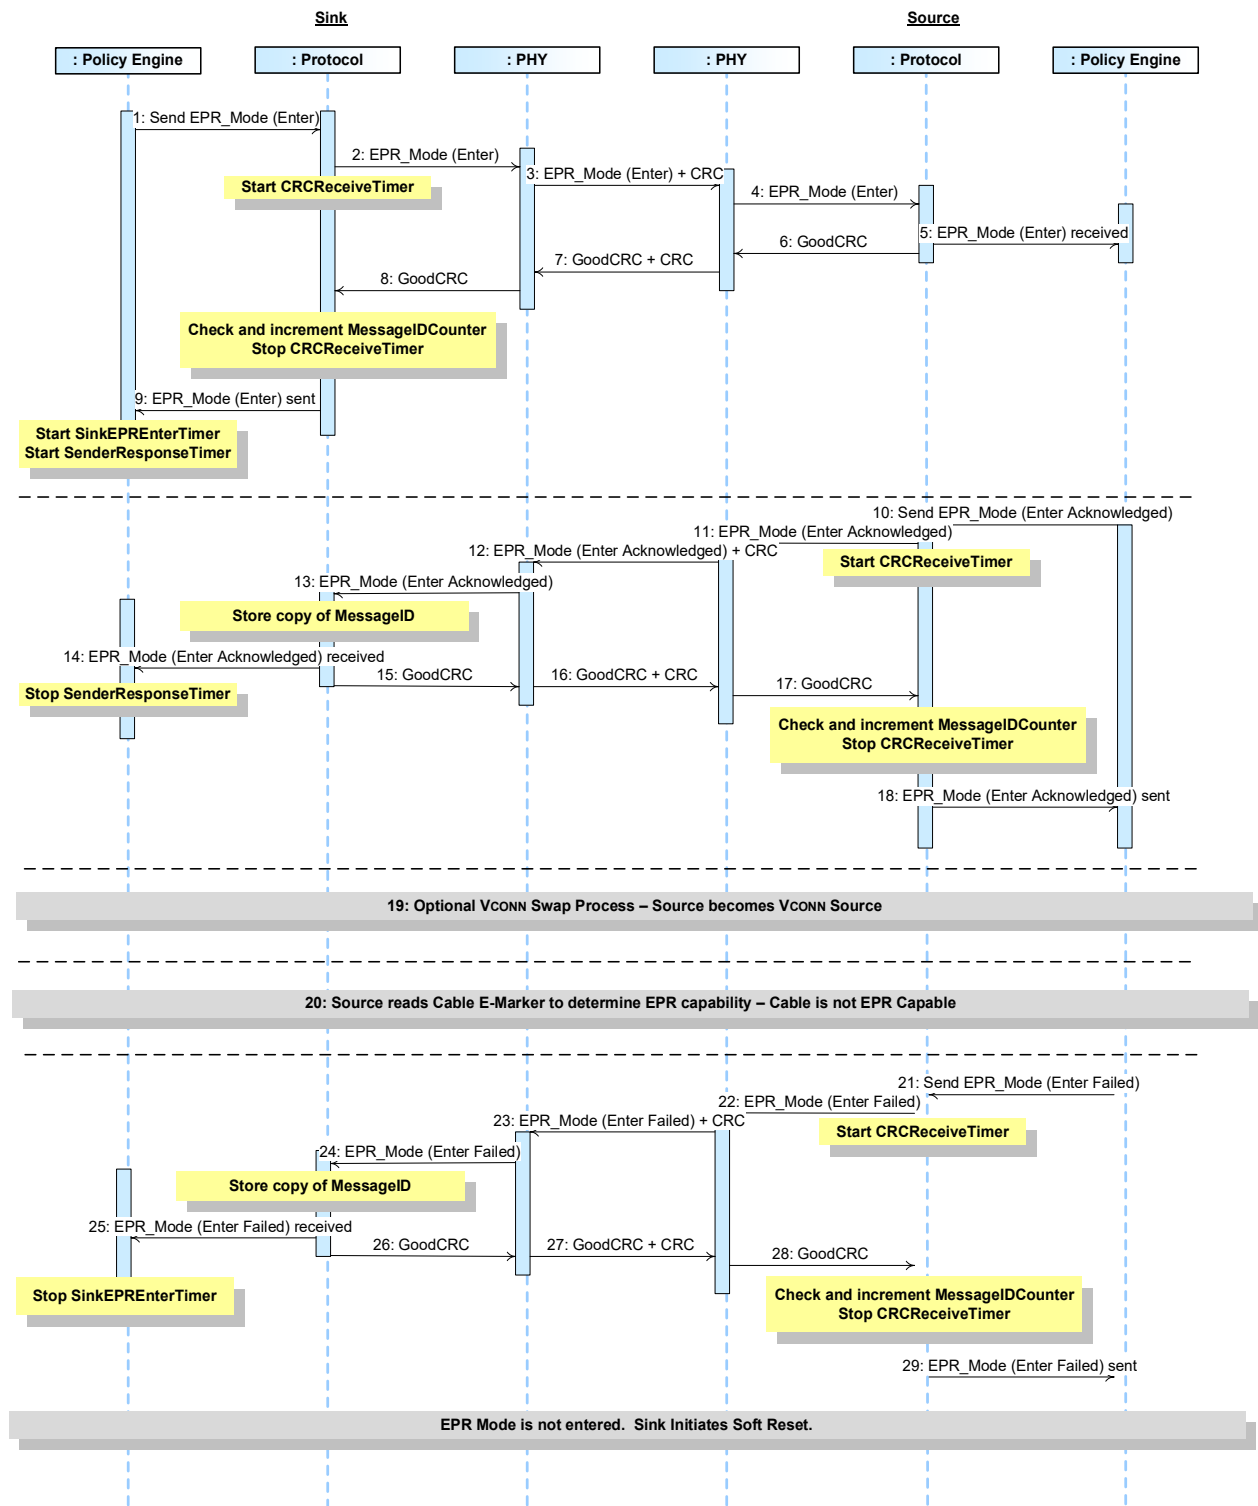 Sink
Source
: Policy Engine
: Protocol
: PHY
: PHY
: Protocol
: Policy Engine
1: Send EPR_Mode (Enter)
2: EPR_Mode (Enter)
Start CRCReceiveTimer
3: EPR_Mode (Enter) + CRC
4: EPR_Mode (Enter)
5: EPR_Mode (Enter) received
6: GoodCRC
7: GoodCRC + CRC
8: GoodCRC
Check and increment MessageIDCounter
Stop CRCReceiveTimer
9: EPR_Mode (Enter) sent
Start SinkEPREnterTimer
Start SenderResponseTimer
10: Send EPR_Mode (Enter Acknowledged)
11: EPR_Mode (Enter Acknowledged)
Start CRCReceiveTimer
12: EPR_Mode (Enter Acknowledged) + CRC
13: EPR_Mode (Enter Acknowledged)
Store copy of MessageID
14: EPR_Mode (Enter Acknowledged) received
15: GoodCRC
16: GoodCRC + CRC
17: GoodCRC
Stop SenderResponseTimer
Check and increment MessageIDCounter
Stop CRCReceiveTimer
18: EPR_Mode (Enter Acknowledged) sent
19: Optional VCONN Swap Process – Source becomes VCONN Source
20: Source reads Cable E-Marker to determine EPR capability – Cable is not EPR Capable
21: Send EPR_Mode (Enter Failed)
22: EPR_Mode (Enter Failed)
Start CRCReceiveTimer
23: EPR_Mode (Enter Failed) + CRC
24: EPR_Mode (Enter Failed)
Store copy of MessageID
25: EPR_Mode (Enter Failed) received
26: GoodCRC
27: GoodCRC + CRC
28: GoodCRC
Stop SinkEPREnterTimer
Check and increment MessageIDCounter
Stop CRCReceiveTimer
29: EPR_Mode (Enter Failed) sent
EPR Mode is not entered. Sink Initiates Soft Reset.